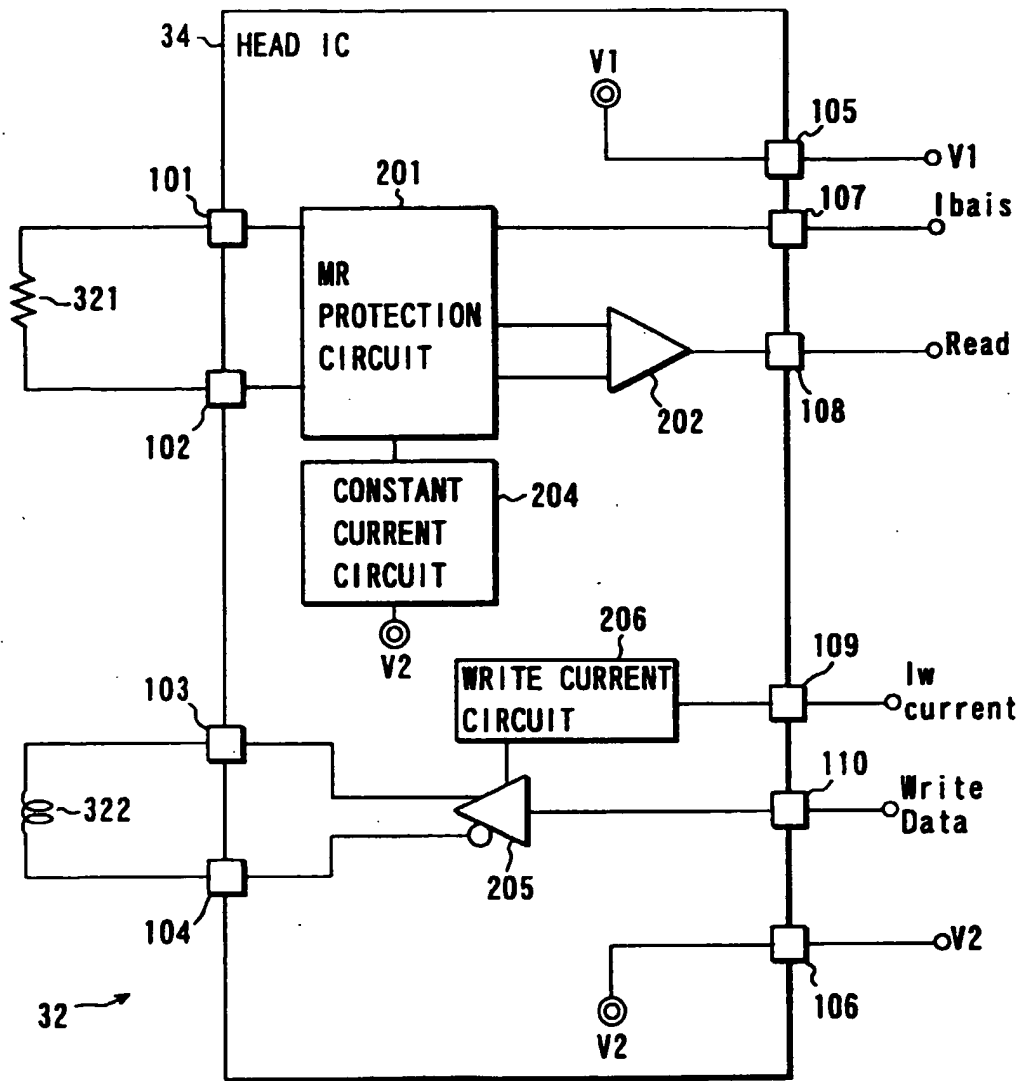 34
HEAD IC
V1
105
V1
101
201
107
Ibais
321
MR
PROTECTION
CIRCUIT
Read
102
202
108
CONSTANT
CURRENT
CIRCUIT
204
V2
206
109
103
WRITE CURRENT
CIRCUIT
Iw
current
110
322
Write
Data
205
104
V2
106
32
V2